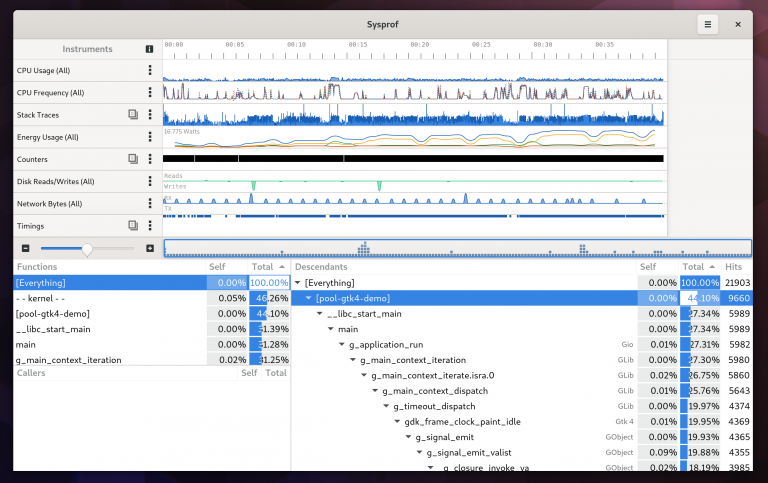 Sysprof
Instruments
00:00 00:05 00:10 00:15 00:20 00:25 00:30 00:35
CPU Usage (All)
CPU Frequency (All)
Stack Traces
Energy Usage (All)
16.775 Watts
Counters
Disk Reads/Writes (All)
Reads
Writes
Network Bytes (All)
TX
Timings
Functions Self Total
[Everything] 0.00% 100.00%
- - kernel - - 0.05% 46.26%
[pool-gtk4-demo] 0.00% 44.10%
__libc_start_main 0.00% 31.39%
main 0.00% 31.28%
g_main_context_iteration 0.02% 31.25%
Callers Self Total
Descendants Self Total Hits
[Everything] 0.00% 100.00% 21903
[pool-gtk4-demo] 0.00% 44.10% 9660
__libc_start_main 0.00% 27.34% 5989
main 0.00% 27.34% 5989
g_application_run Gio 0.01% 27.31% 5982
g_main_context_iteration GLib 0.00% 27.30% 5980
g_main_context_iterate.isra.0 GLib 0.02% 26.75% 5860
g_main_context_dispatch GLib 0.01% 25.76% 5643
g_timeout_dispatch GLib 0.00% 19.97% 4374
gdk_frame_clock_paint_idle Gtk 4 0.01% 19.95% 4369
g_signal_emit GObject 0.00% 19.93% 4365
g_signal_emit_valist GObject 0.09% 19.88% 4355
g_closure_invoke_va GObject 0.02% 18.19% 3985